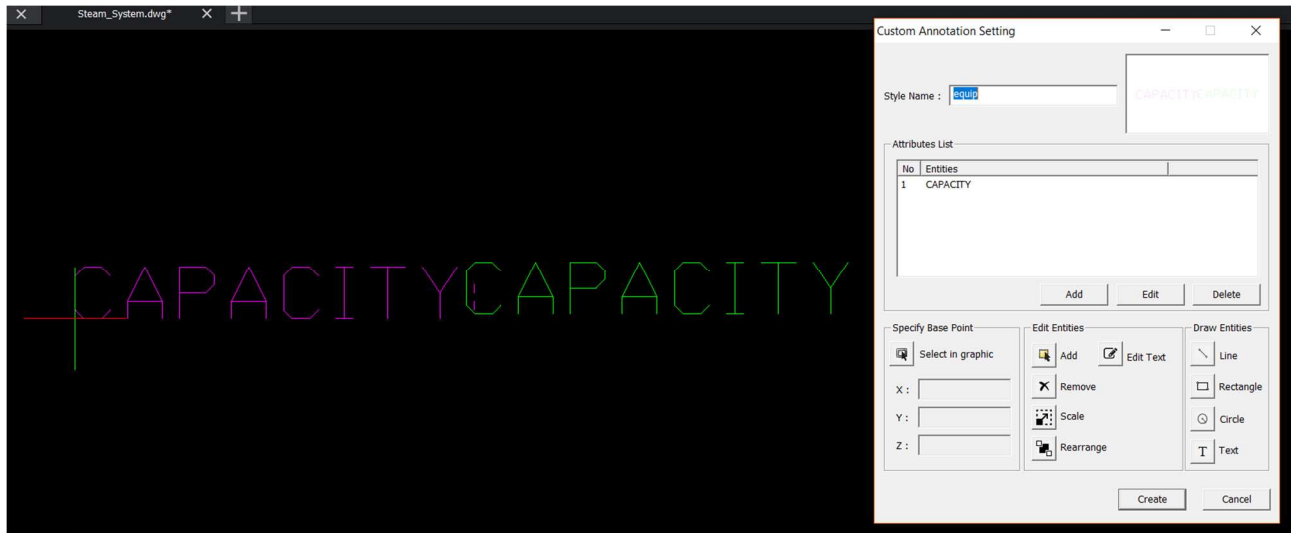 Steam_System.dwg*
Custom Annotation Setting
Style Name : equip
CAPACITYCAPACITY
Attributes List
No Entities
1 CAPACITY
Add Edit Delete
CAPACITYCAPACITY
Specify Base Point
Select in graphic
X :
Y :
Z :
Edit Entities
Add Edit Text
Remove
Scale
Rearrange
Draw Entities
Line
Rectangle
Circle
T Text
Create Cancel